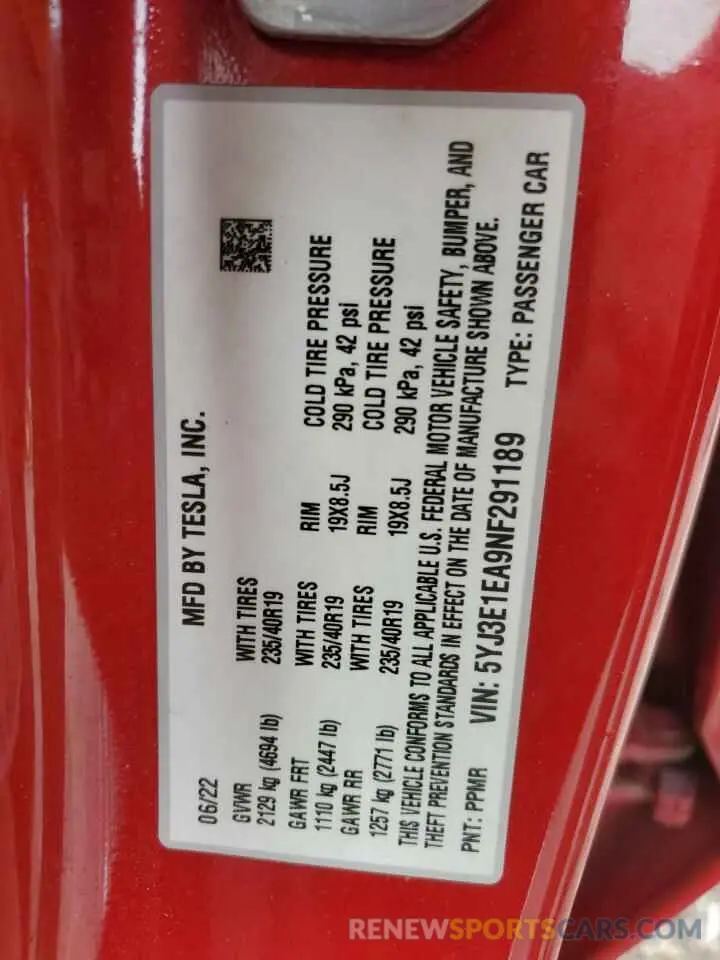 06/22 MFD BY TESLA, INC.
GVWR WITH TIRES
2129 kg (4694 lb) 235/40R19
GAWR FRT WITH TIRES RIM COLD TIRE PRESSURE
1110 kg (2447 lb) 235/40R19 19X8.5J 290 kPa, 42 psi
GAWR RR WITH TIRES RIM COLD TIRE PRESSURE
1257 kg (2771 lb) 235/40R19 19X8.5J 290 kPa, 42 psi
THIS VEHICLE CONFORMS TO ALL APPLICABLE U.S. FEDERAL MOTOR VEHICLE SAFETY, BUMPER, AND
THEFT PREVENTION STANDARDS IN EFFECT ON THE DATE OF MANUFACTURE SHOWN ABOVE.
PNT: PPMR VIN: 5YJ3E1EA9NF291189 TYPE: PASSENGER CAR
RENEWSPORTSCARS.COM